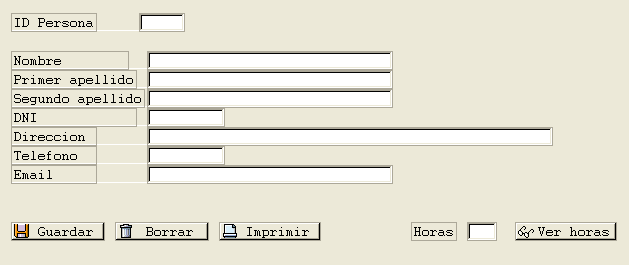 ID Persona
Nombre
Primer apellido
Segundo apellido
DNI
Direccion
Telefono
Email
Guardar Borrar Imprimir Horas Ver horas